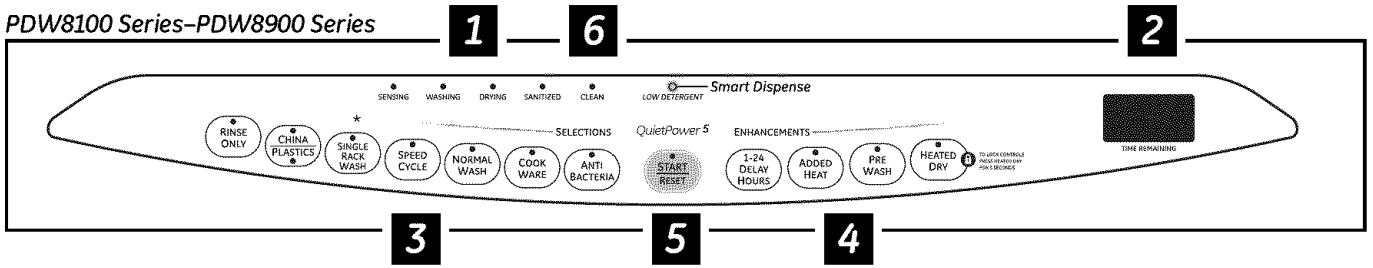 PDW8100 Series–PDW8900 Series
1
6
2
SENSING WASHING DRYING SANITIZED CLEAN
LOW DETERGENT
Smart Dispense
* 
SELECTIONS
QuietPower 5
ENHANCEMENTS
RINSE
ONLY
CHINA
PLASTICS
SINGLE
RACK
WASH
SPEED
CYCLE
NORMAL
WASH
COOK
WARE
ANTI
BACTERIA
START
RESET
1-24
DELAY
HOURS
ADDED
HEAT
PRE
WASH
HEATED
DRY
TO LOCK CONTROLS
PRESS HEATED DRY
FOR 5 SECONDS
TIME REMAINING
3
5
4